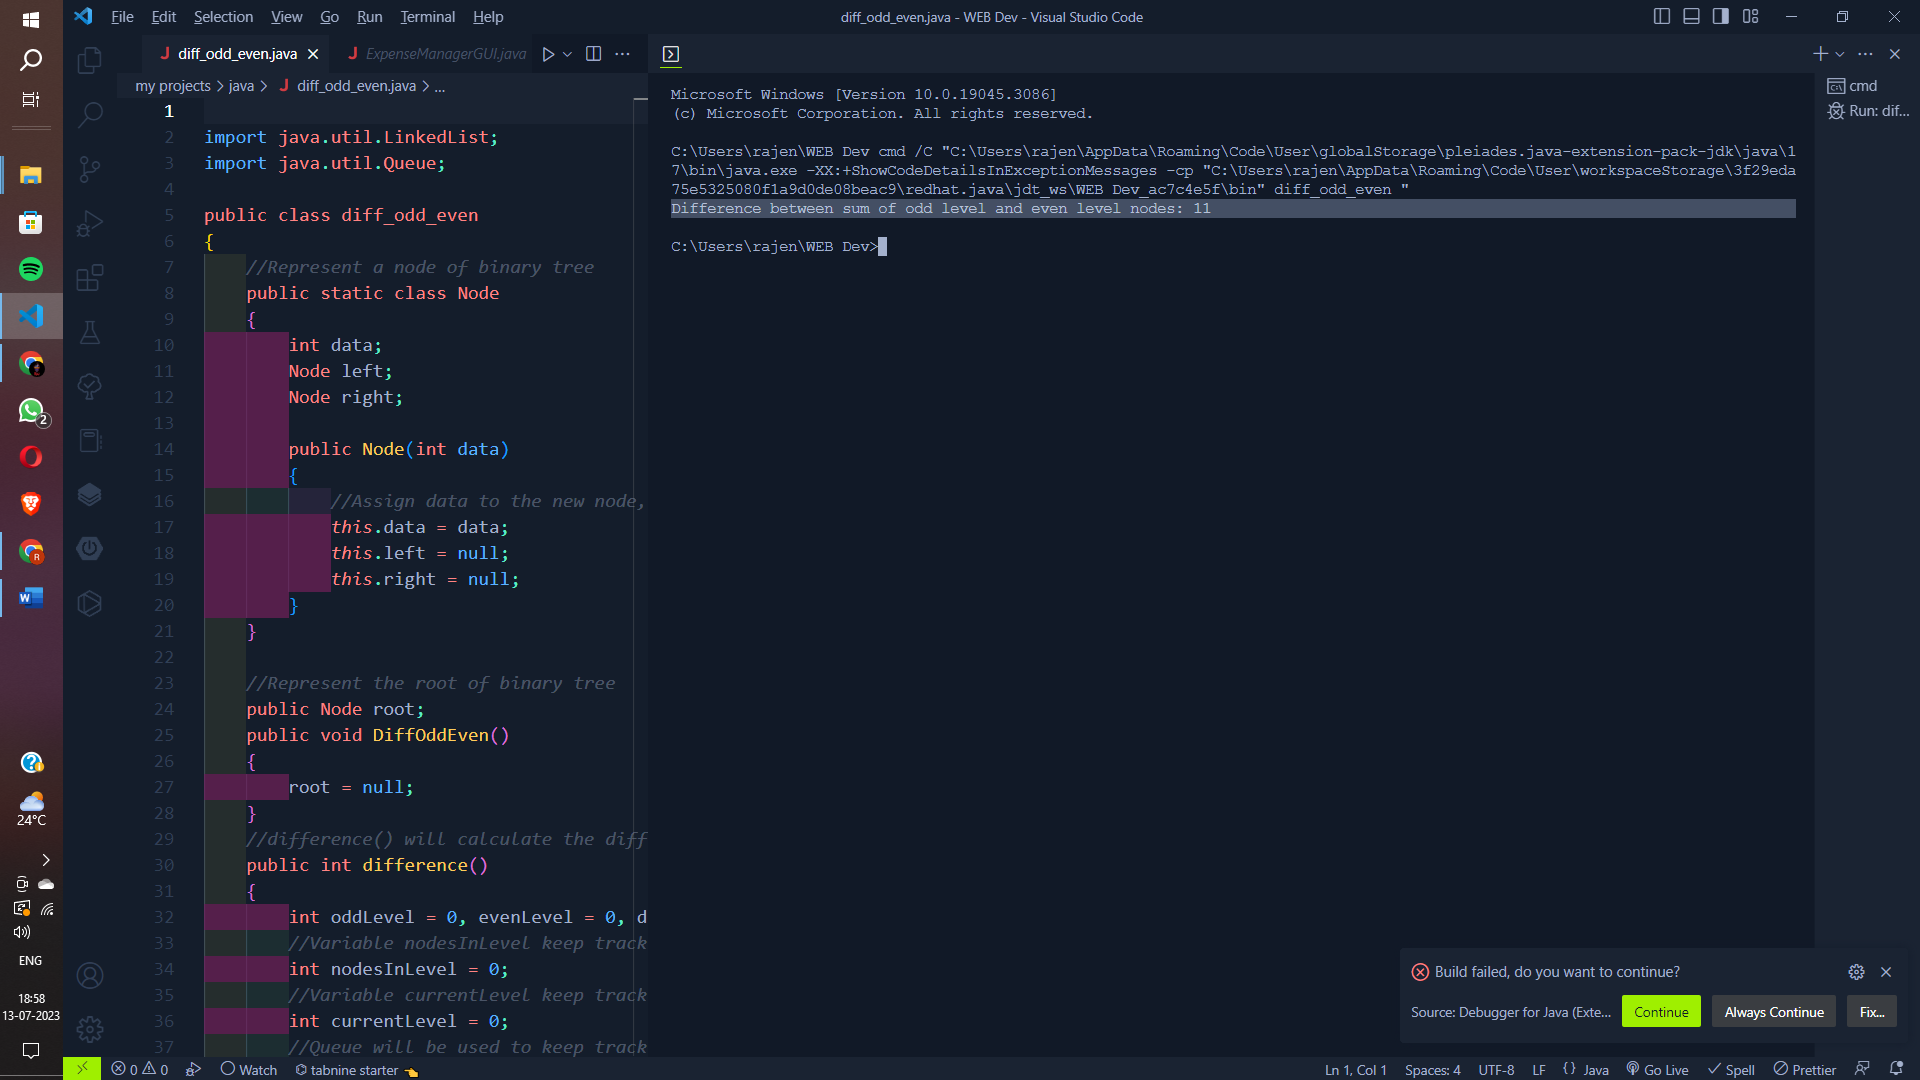 File Edit Selection View Go Run Terminal Help
diff_odd_even.java - WEB Dev - Visual Studio Code
J diff_odd_even.java
J ExpenseManagerGUI.java
my projects > java > J diff_odd_even.java > ...
1
2 import java.util.LinkedList;
3 import java.util.Queue;
4
5 public class diff_odd_even
6 {
7 //Represent a node of binary tree
8 public static class Node
9 {
10 int data;
11 Node left;
12 Node right;
13
14 public Node(int data)
15 {
16 //Assign data to the new node,
17 this.data = data;
18 this.left = null;
19 this.right = null;
20 }
21 }
22
23 //Represent the root of binary tree
24 public Node root;
25 public void DiffOddEven()
26 {
27 root = null;
28 }
29 //difference() will calculate the diff
30 public int difference()
31 {
32 int oddLevel = 0, evenLevel = 0, d
33 //Variable nodesInLevel keep track
34 int nodesInLevel = 0;
35 //Variable currentLevel keep track
36 int currentLevel = 0;
37 //Queue will be used to keep track
Microsoft Windows [Version 10.0.19045.3086]
(c) Microsoft Corporation. All rights reserved.
C:\Users\rajen\WEB Dev cmd /C "C:\Users\rajen\AppData\Roaming\Code\User\globalStorage\pleiades.java-extension-pack-jdk\java\1
7\bin\java.exe -XX:+ShowCodeDetailsInExceptionMessages -cp "C:\Users\rajen\AppData\Roaming\Code\User\workspaceStorage\3f29eda
75e5325080f1a9d0de08beac9\redhat.java\jdt_ws\WEB Dev_ac7c4e5f\bin" diff_odd_even "
Difference between sum of odd level and even level nodes: 11
C:\Users\rajen\WEB Dev>
cmd
Run: dif...
Build failed, do you want to continue?
Source: Debugger for Java (Exte...
Continue
Always Continue
Fix...
2
R
W
24°C
ENG
18:58
13-07-2023
0 0 Watch tabnine starter
Ln 1, Col 1 Spaces: 4 UTF-8 LF { } Java Go Live Spell Prettier